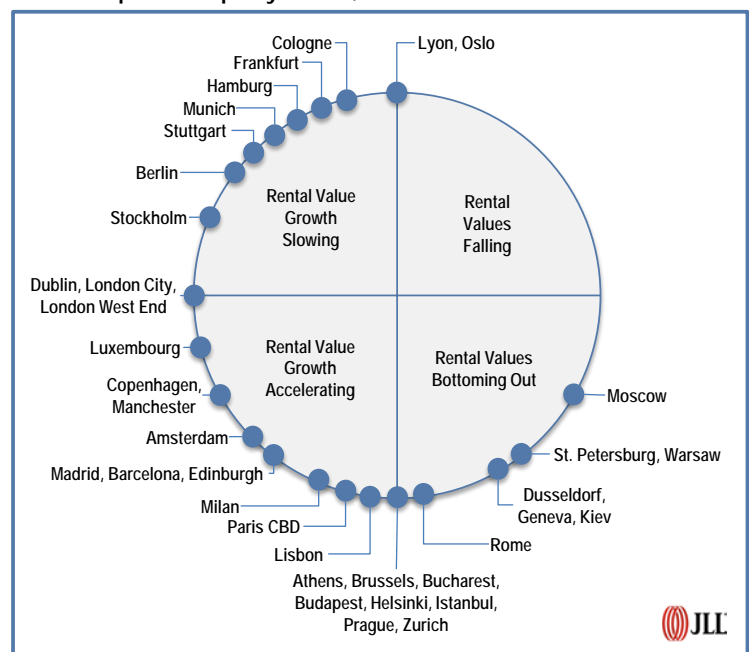 Cologne
Lyon, Oslo
Frankfurt
Hamburg
Munich
Stuttgart
Berlin
Stockholm
Rental Value
Growth
Slowing
Rental
Values
Falling
Dublin, London City,
London West End
Luxembourg
Rental Value
Growth
Accelerating
Rental Values
Bottoming Out
Copenhagen,
Manchester
Moscow
Amsterdam
Madrid, Barcelona, Edinburgh
St. Petersburg, Warsaw
Milan
Dusseldorf,
Geneva, Kiev
Paris CBD
Lisbon
Rome
Athens, Brussels, Bucharest,
Budapest, Helsinki, Istanbul,
Prague, Zurich
JLL